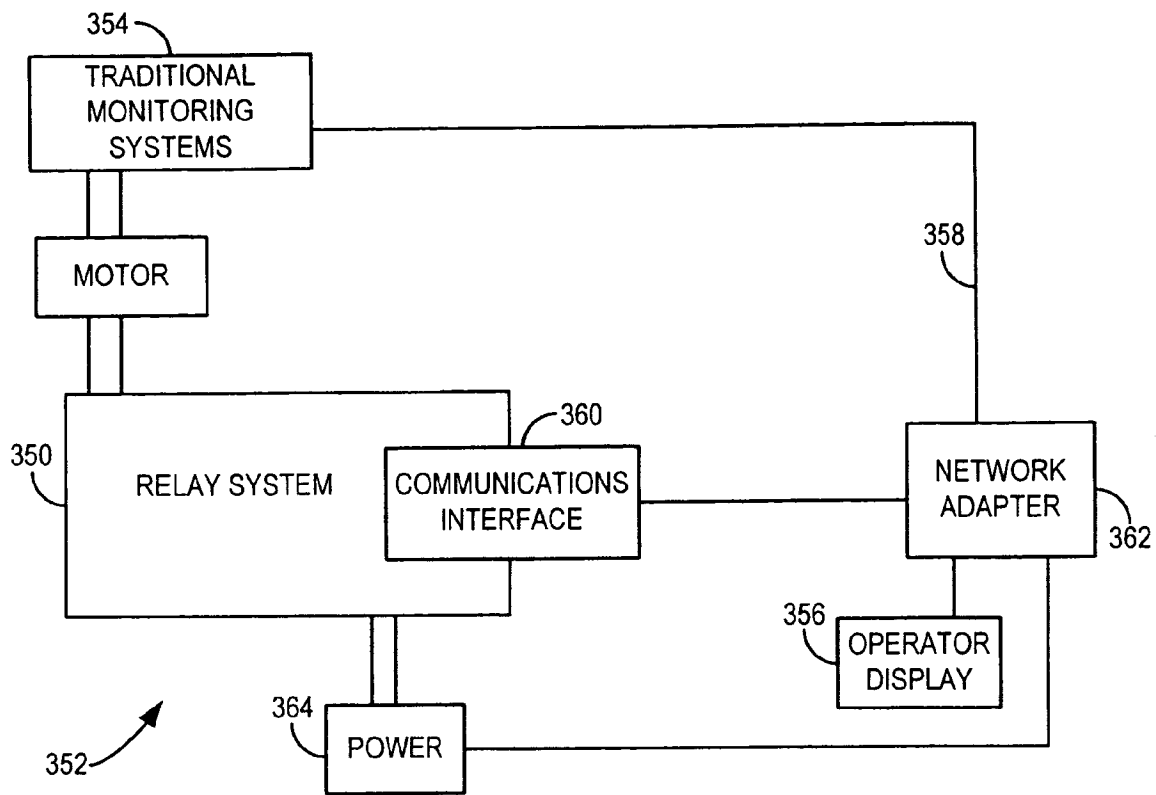 354
TRADITIONAL
MONITORING
SYSTEMS
358
MOTOR
360
350
RELAY SYSTEM
COMMUNICATIONS
INTERFACE
NETWORK
ADAPTER
362
356
OPERATOR
DISPLAY
364
POWER
352